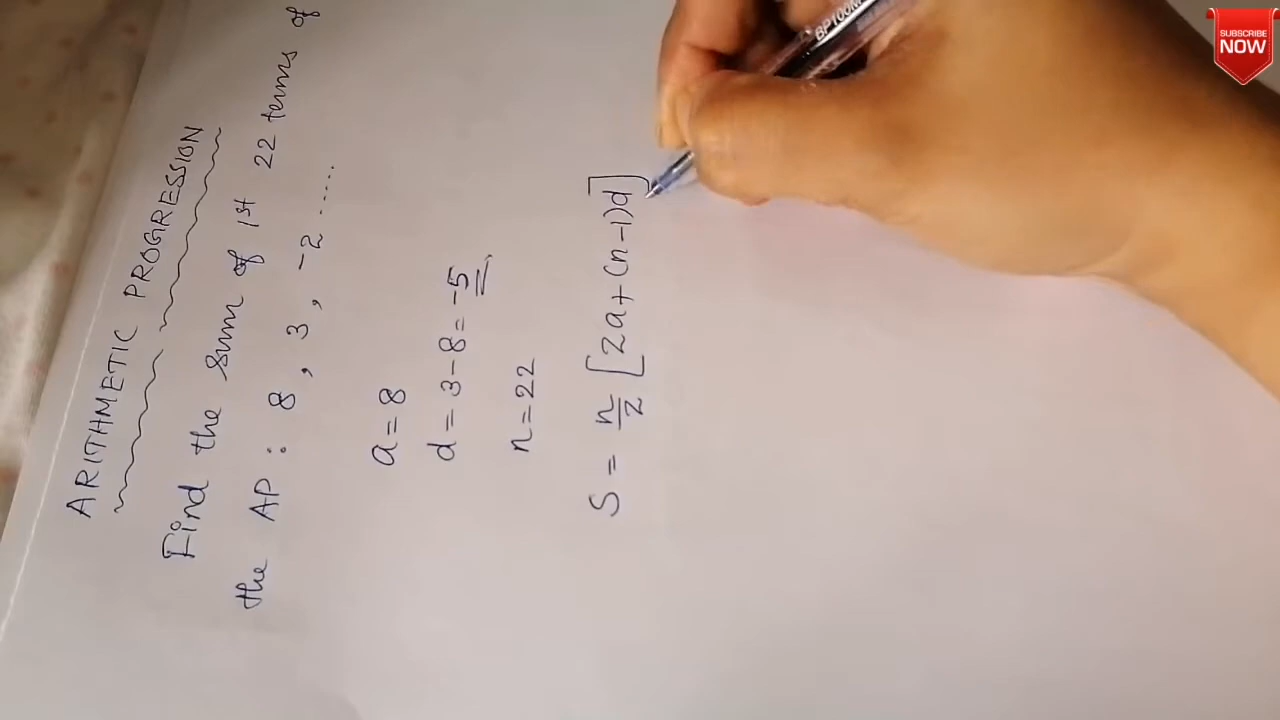 ARITHMETIC PROGRESSION
Find the sum of 1st 22 terms of
the AP : 8 , 3 , -2 ......
a = 8
d = 3 - 8 = -5
n = 22
S = n/2 [2a + (n-1)d]
BP100M
SUBSCRIBE
NOW